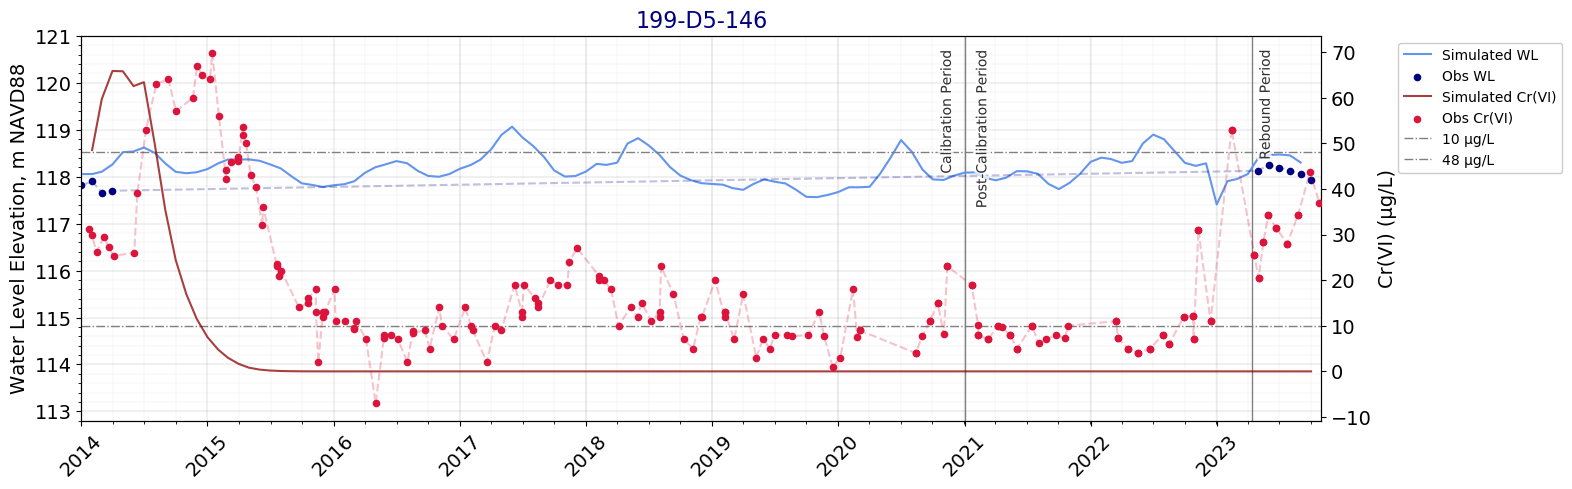 199-D5-146
Water Level Elevation, m NAVD88
121
120
119
118
117
116
115
114
113
2014
2015
2016
2017
2018
2019
2020
2021
2022
2023
Calibration Period
Post-Calibration Period
Rebound Period
70
60
50
40
30
20
10
0
−10
Cr(VI) (μg/L)
Simulated WL
Obs WL
Simulated Cr(VI)
Obs Cr(VI)
10 μg/L
48 μg/L